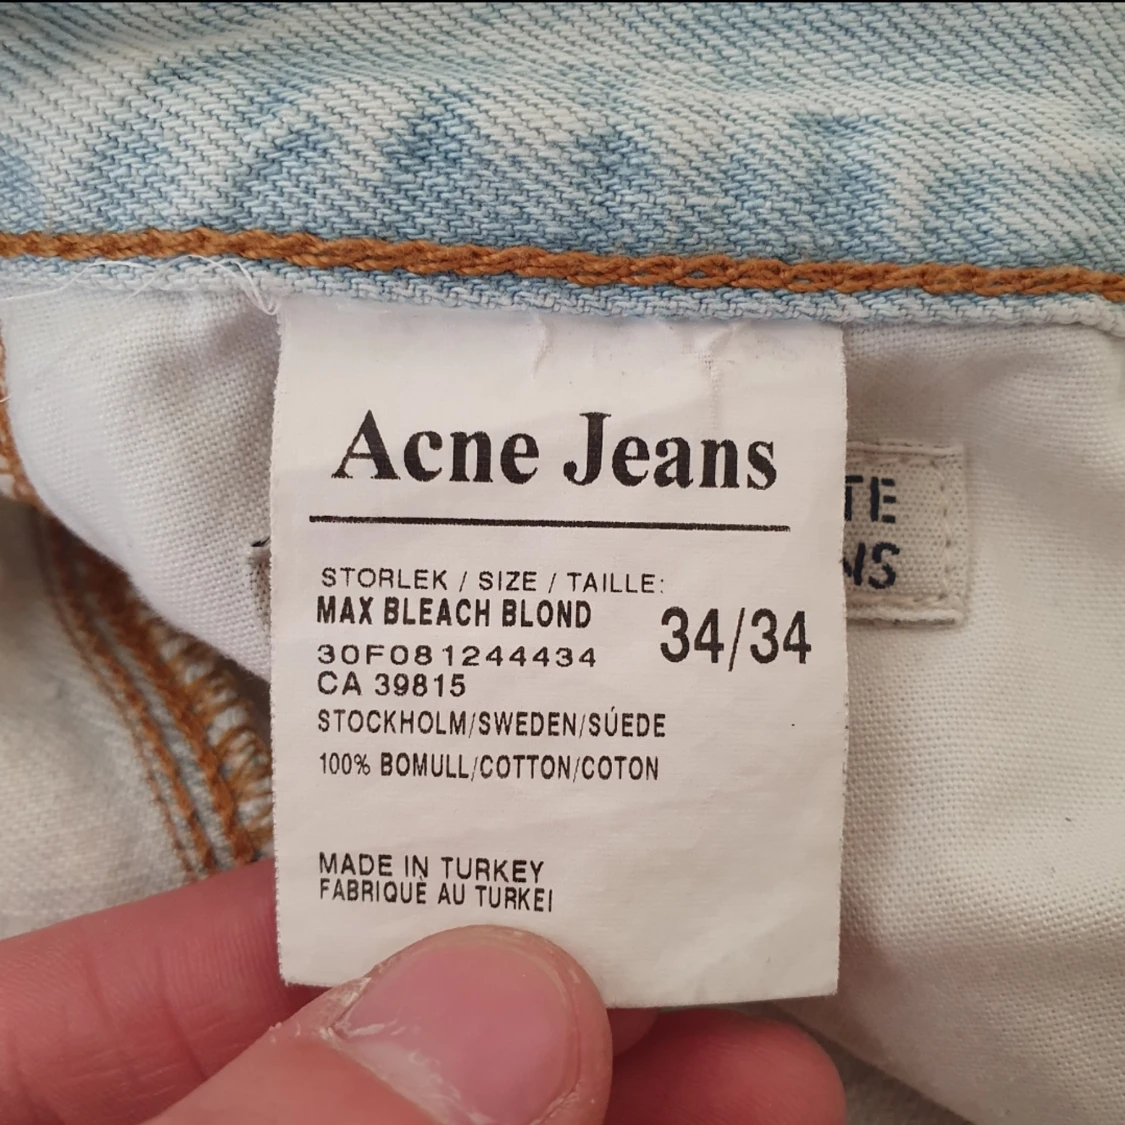 Acne Jeans
STORLEK / SIZE / TAILLE:
MAX BLEACH BLOND
34/34
30F081244434
CA 39815
STOCKHOLM/SWEDEN/SÚEDE
100% BOMULL/COTTON/COTON
MADE IN TURKEY
FABRIQUÈ AU TURKEI